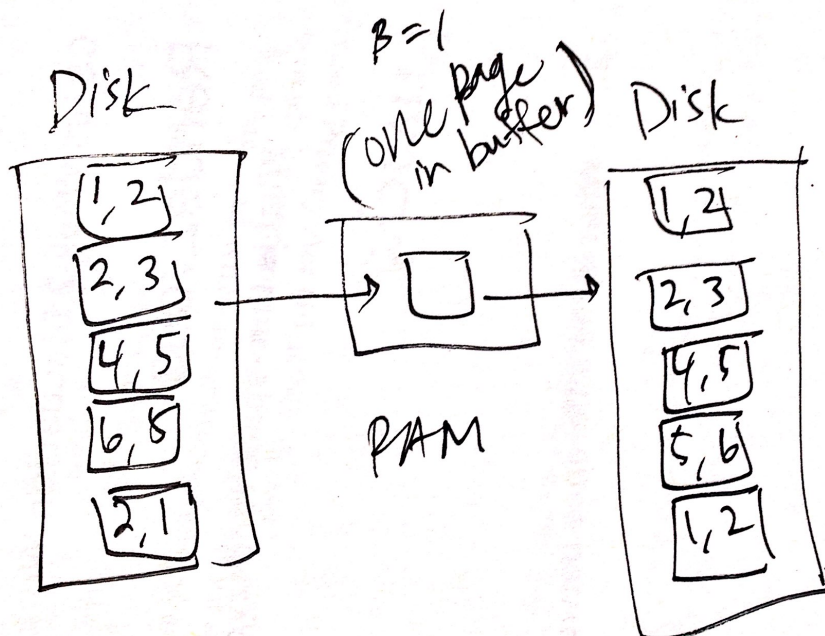 Disk
1,2
2,3
4,5
6,5
2,1
B=1
(one page
in buffer)
RAM
Disk
1,2
2,3
4,5
5,6
1,2